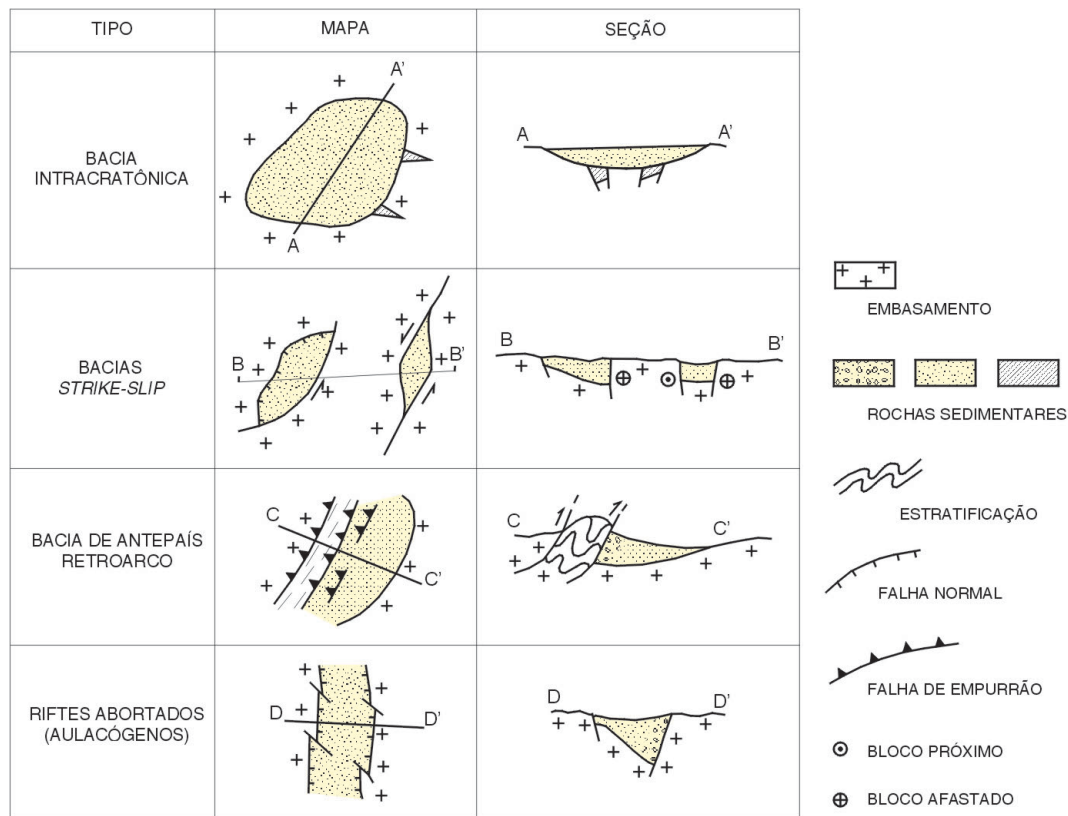 TIPO
MAPA
SEÇÃO
BACIA
INTRACRATÔNICA
A'
A
A
A'
BACIAS
STRIKE-SLIP
B
B'
B
B'
BACIA DE ANTEPAÍS
RETROARCO
C
C'
C
C'
RIFTES ABORTADOS
(AULACÓGENOS)
D
D'
D
D'
EMBASAMENTO
ROCHAS SEDIMENTARES
ESTRATIFICAÇÃO
FALHA NORMAL
FALHA DE EMPURRÃO
BLOCO PRÓXIMO
BLOCO AFASTADO